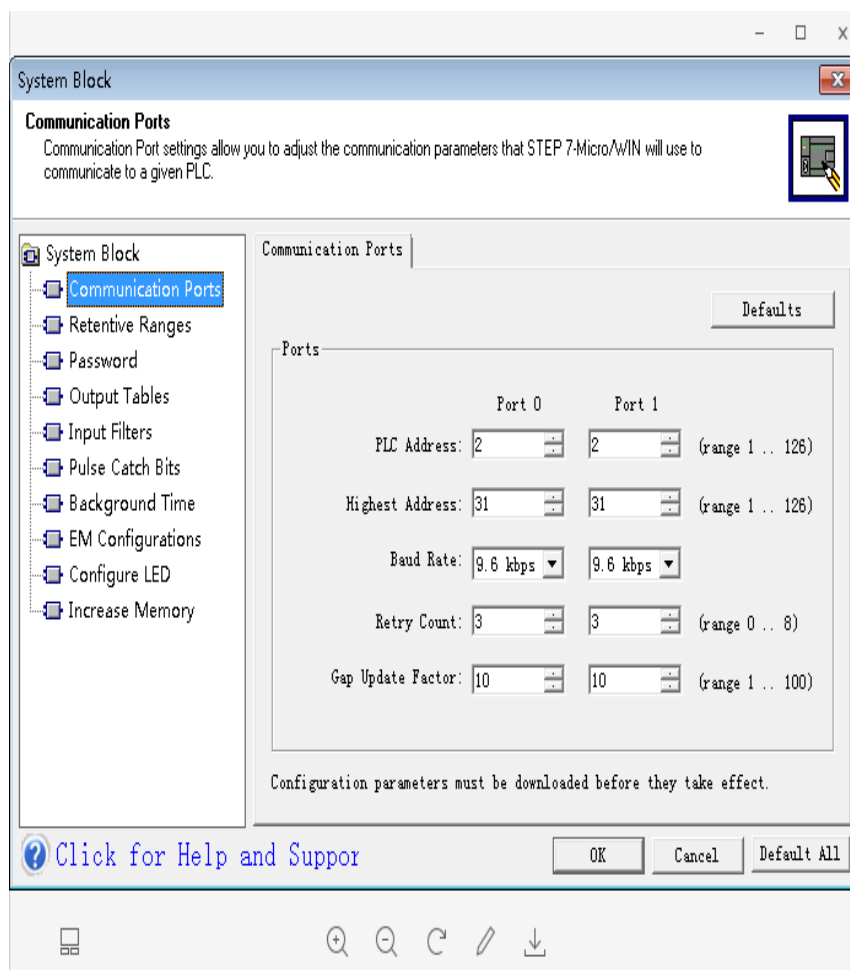 System Block
Communication Ports
Communication Port settings allow you to adjust the communication parameters that STEP 7-Micro/WIN will use to
communicate to a given PLC.
System Block
Communication Ports
Retentive Ranges
Password
Output Tables
Input Filters
Pulse Catch Bits
Background Time
EM Configurations
Configure LED
Increase Memory
Communication Ports
Defaults
Ports
Port 0 Port 1
PLC Address: 2 2 (range 1 .. 126)
Highest Address: 31 31 (range 1 .. 126)
Baud Rate: 9.6 kbps 9.6 kbps
Retry Count: 3 3 (range 0 .. 8)
Gap Update Factor: 10 10 (range 1 .. 100)
Configuration parameters must be downloaded before they take effect.
Click for Help and Suppor
OK Cancel Default All